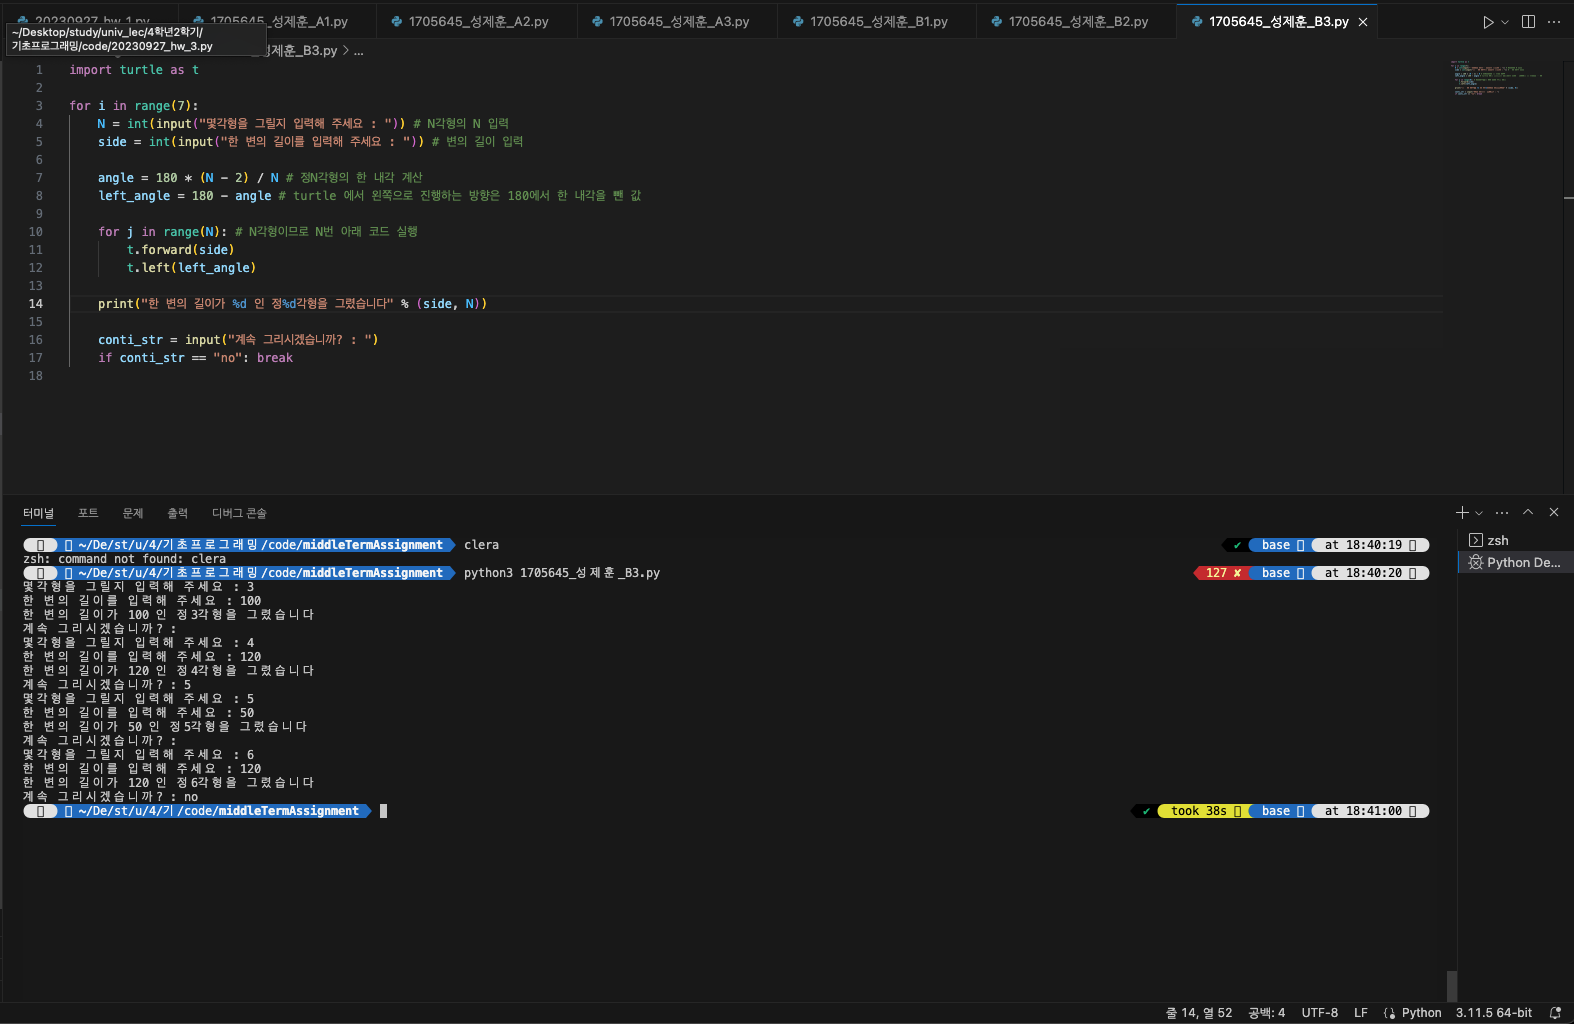 20230927_hw_1.py
1705645_성제훈_A1.py
1705645_성제훈_A2.py
1705645_성제훈_A3.py
1705645_성제훈_B1.py
1705645_성제훈_B2.py
1705645_성제훈_B3.py
~/Desktop/study/univ_lec/4학년2학기/
기초프로그래밍/code/20230927_hw_3.py
성제훈_B3.py > ...
1 import turtle as t
2
3 for i in range(7):
4 N = int(input("몇각형을 그릴지 입력해 주세요 : ")) # N각형의 N 입력
5 side = int(input("한 변의 길이를 입력해 주세요 : ")) # 변의 길이 입력
6
7 angle = 180 * (N - 2) / N # 정N각형의 한 내각 계산
8 left_angle = 180 - angle # turtle 에서 왼쪽으로 진행하는 방향은 180에서 한 내각을 뺀 값
9
10 for j in range(N): # N각형이므로 N번 아래 코드 실행
11 t.forward(side)
12 t.left(left_angle)
13
14 print("한 변의 길이가 %d 인 정%d각형을 그렸습니다" % (side, N))
15
16 conti_str = input("계속 그리시겠습니까? : ")
17 if conti_str == "no": break
18
터미널 포트 문제 출력 디버그 콘솔
~/De/st/u/4/기초프로그래밍/code/middleTermAssignment clera ✔ base at 18:40:19
zsh: command not found: clera
~/De/st/u/4/기초프로그래밍/code/middleTermAssignment python3 1705645_성제훈_B3.py 127 ✘ base at 18:40:20
몇각형을 그릴지 입력해 주세요 : 3
한 변의 길이를 입력해 주세요 : 100
한 변의 길이가 100 인 정3각형을 그렸습니다
계속 그리시겠습니까? :
몇각형을 그릴지 입력해 주세요 : 4
한 변의 길이를 입력해 주세요 : 120
한 변의 길이가 120 인 정4각형을 그렸습니다
계속 그리시겠습니까? : 5
몇각형을 그릴지 입력해 주세요 : 5
한 변의 길이를 입력해 주세요 : 50
한 변의 길이가 50 인 정5각형을 그렸습니다
계속 그리시겠습니까? :
몇각형을 그릴지 입력해 주세요 : 6
한 변의 길이를 입력해 주세요 : 120
한 변의 길이가 120 인 정6각형을 그렸습니다
계속 그리시겠습니까? : no
~/De/st/u/4/기/code/middleTermAssignment ✔ took 38s base at 18:41:00
zsh
Python De...
줄 14, 열 52 공백: 4 UTF-8 LF Python 3.11.5 64-bit